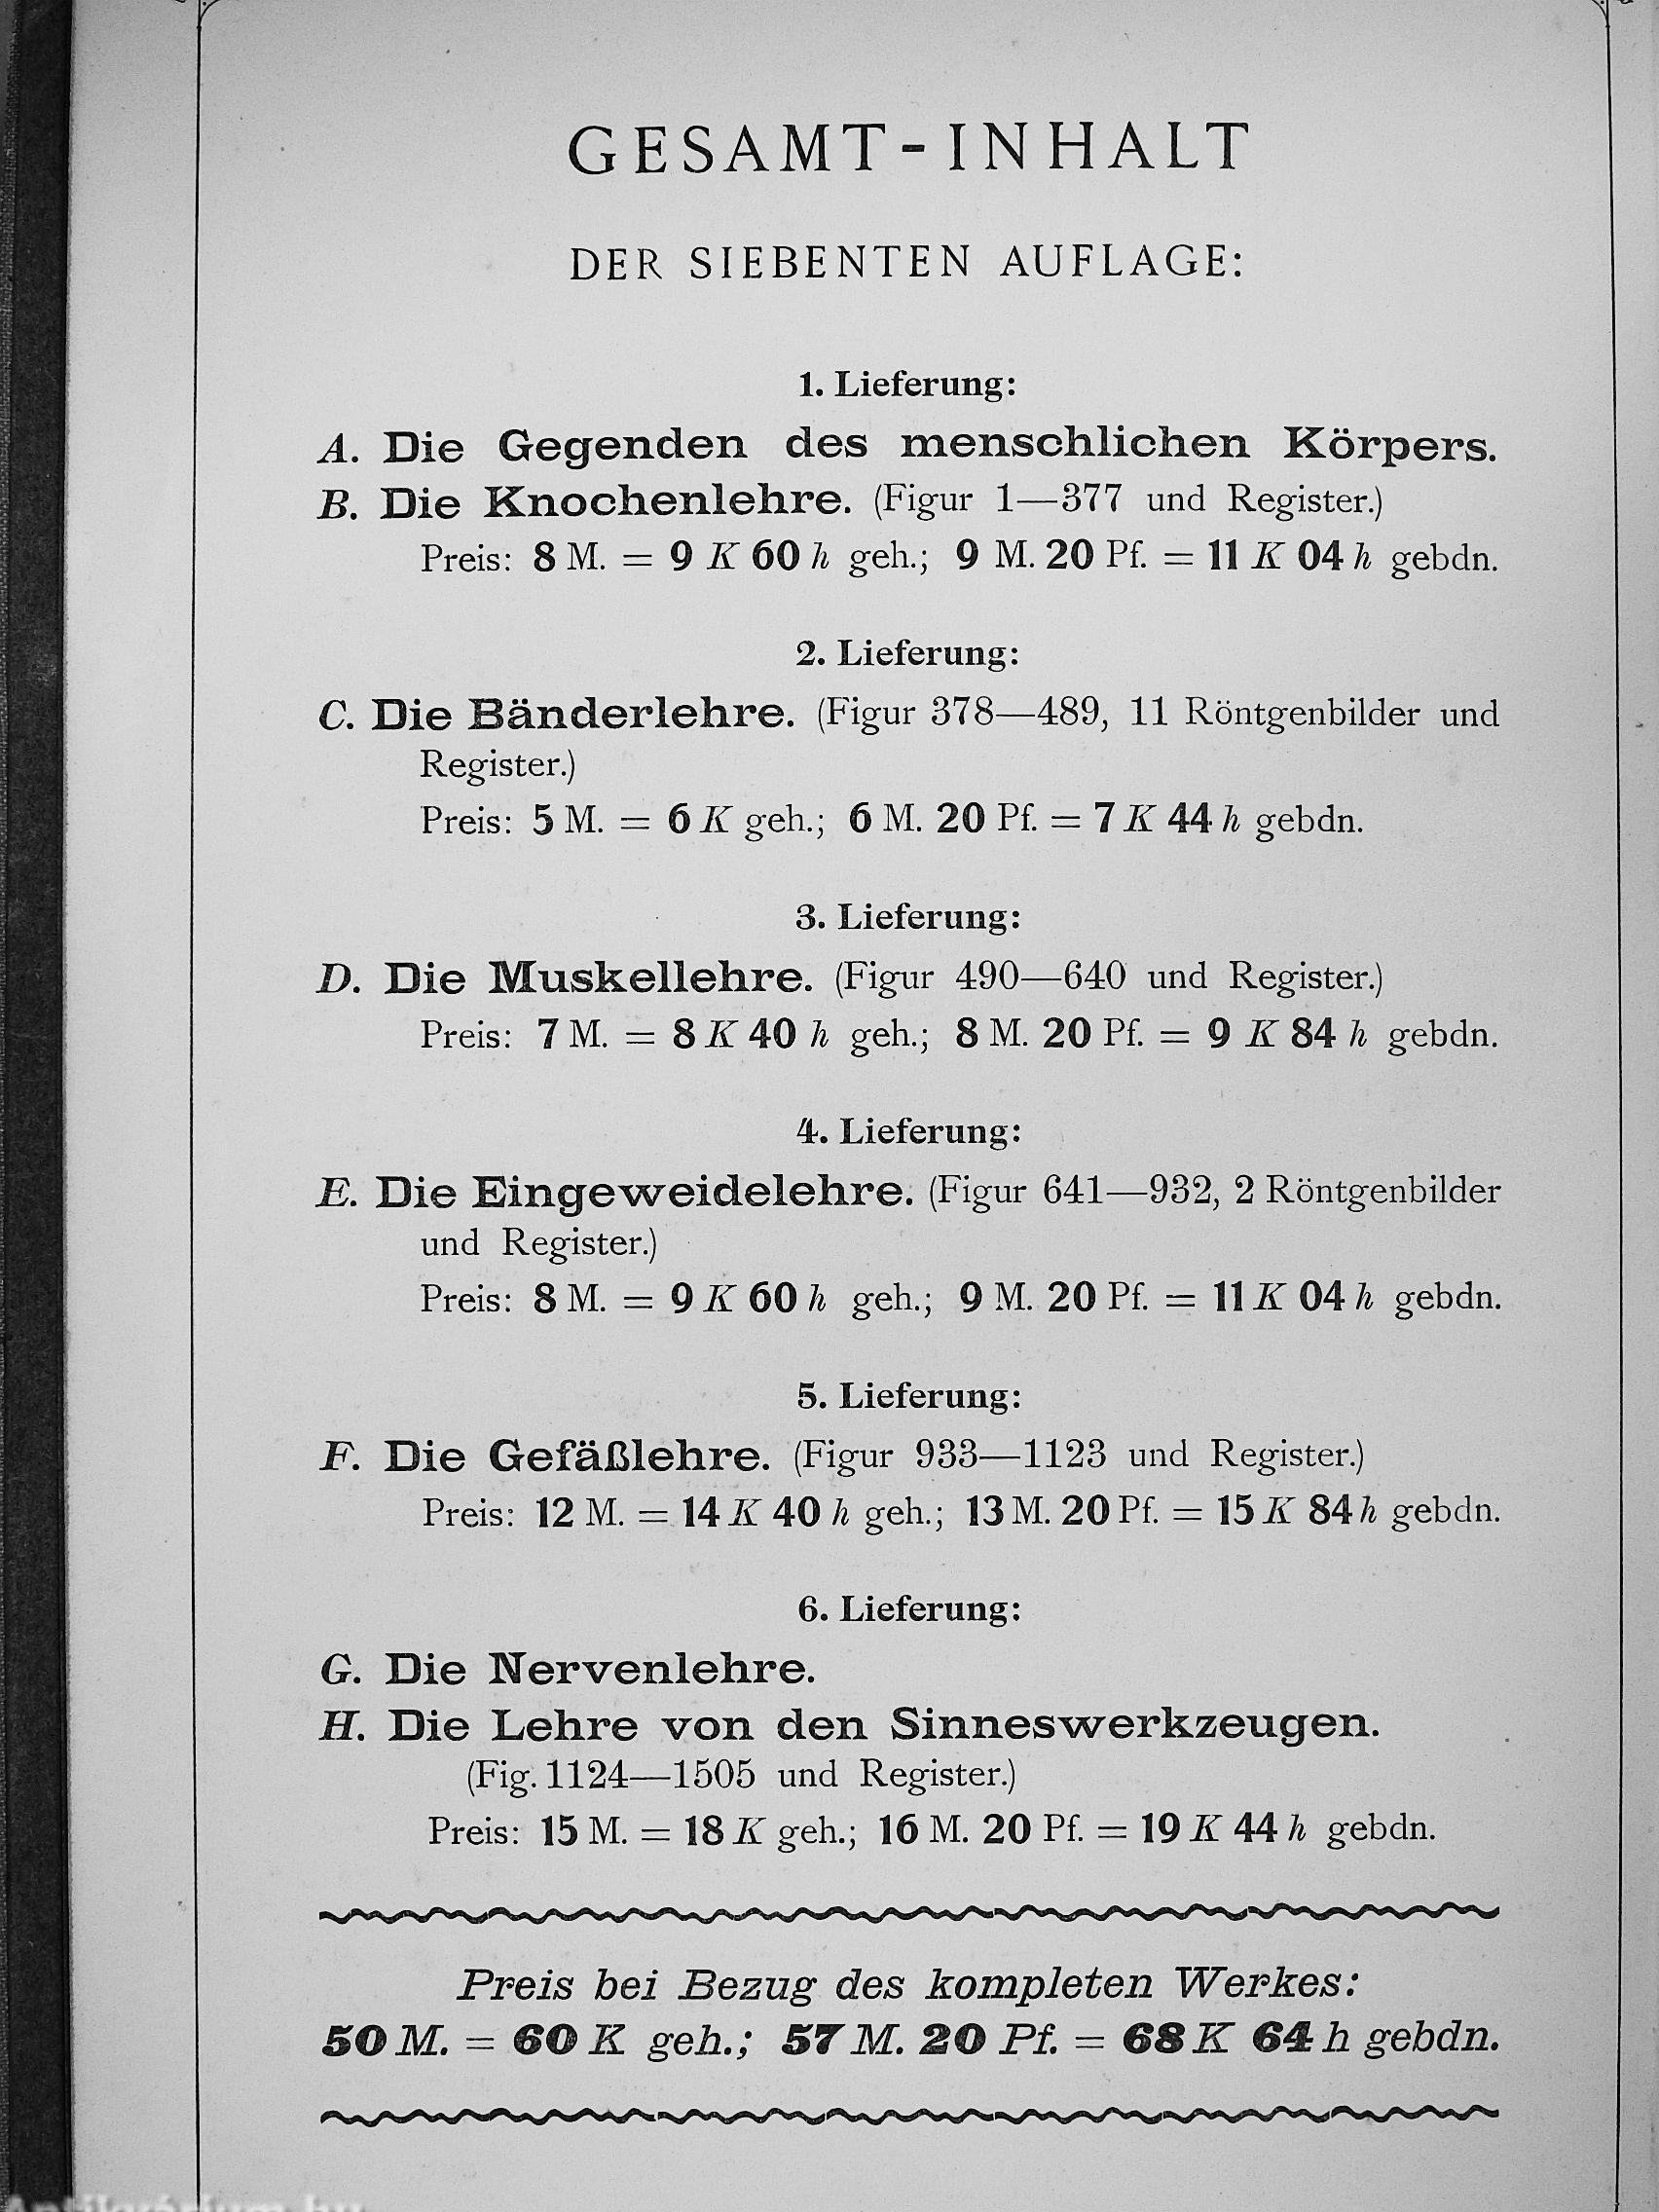 GESAMT-INHALT
DER SIEBENTEN AUFLAGE:
1. Lieferung:
A. Die Gegenden des menschlichen Körpers.
B. Die Knochenlehre. (Figur 1—377 und Register.)
Preis: 8 M. = 9 K 60 h geh.; 9 M. 20 Pf. = 11 K 04 h gebdn.
2. Lieferung:
C. Die Bänderlehre. (Figur 378—489, 11 Röntgenbilder und
Register.)
Preis: 5 M. = 6 K geh.; 6 M. 20 Pf. = 7 K 44 h gebdn.
3. Lieferung:
D. Die Muskellehre. (Figur 490—640 und Register.)
Preis: 7 M. = 8 K 40 h geh.; 8 M. 20 Pf. = 9 K 84 h gebdn.
4. Lieferung:
E. Die Eingeweidelehre. (Figur 641—932, 2 Röntgenbilder
und Register.)
Preis: 8 M. = 9 K 60 h geh.; 9 M. 20 Pf. = 11 K 04 h gebdn.
5. Lieferung:
F. Die Gefäßlehre. (Figur 933—1123 und Register.)
Preis: 12 M. = 14 K 40 h geh.; 13 M. 20 Pf. = 15 K 84 h gebdn.
6. Lieferung:
G. Die Nervenlehre.
H. Die Lehre von den Sinneswerkzeugen.
(Fig. 1124—1505 und Register.)
Preis: 15 M. = 18 K geh.; 16 M. 20 Pf. = 19 K 44 h gebdn.
Preis bei Bezug des kompleten Werkes:
50 M. = 60 K geh.; 57 M. 20 Pf. = 68 K 64 h gebdn.